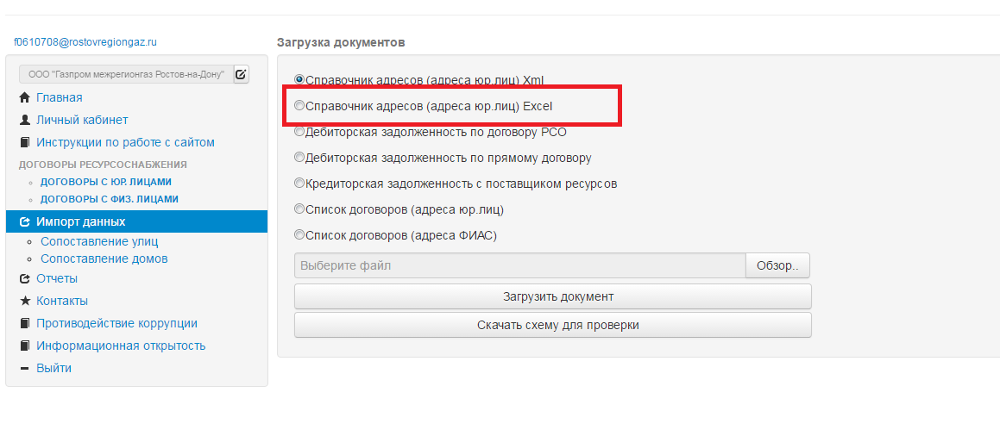 f0610708@rostovregiongaz.ru
ООО "Газпром межрегионгаз Ростов-на-Дону"
Главная
Личный кабинет
Инструкции по работе с сайтом
ДОГОВОРЫ РЕСУРСОСНАБЖЕНИЯ
ДОГОВОРЫ С ЮР. ЛИЦАМИ
ДОГОВОРЫ С ФИЗ. ЛИЦАМИ
Импорт данных
Сопоставление улиц
Сопоставление домов
Отчеты
Контакты
Противодействие коррупции
Информационная открытость
Выйти
Загрузка документов
Справочник адресов (адреса юр.лиц) Xml
Справочник адресов (адреса юр.лиц) Excel
Дебиторская задолженность по договору РСО
Дебиторская задолженность по прямому договору
Кредиторская задолженность с поставщиком ресурсов
Список договоров (адреса юр.лиц)
Список договоров (адреса ФИАС)
Выберите файл
Обзор..
Загрузить документ
Скачать схему для проверки